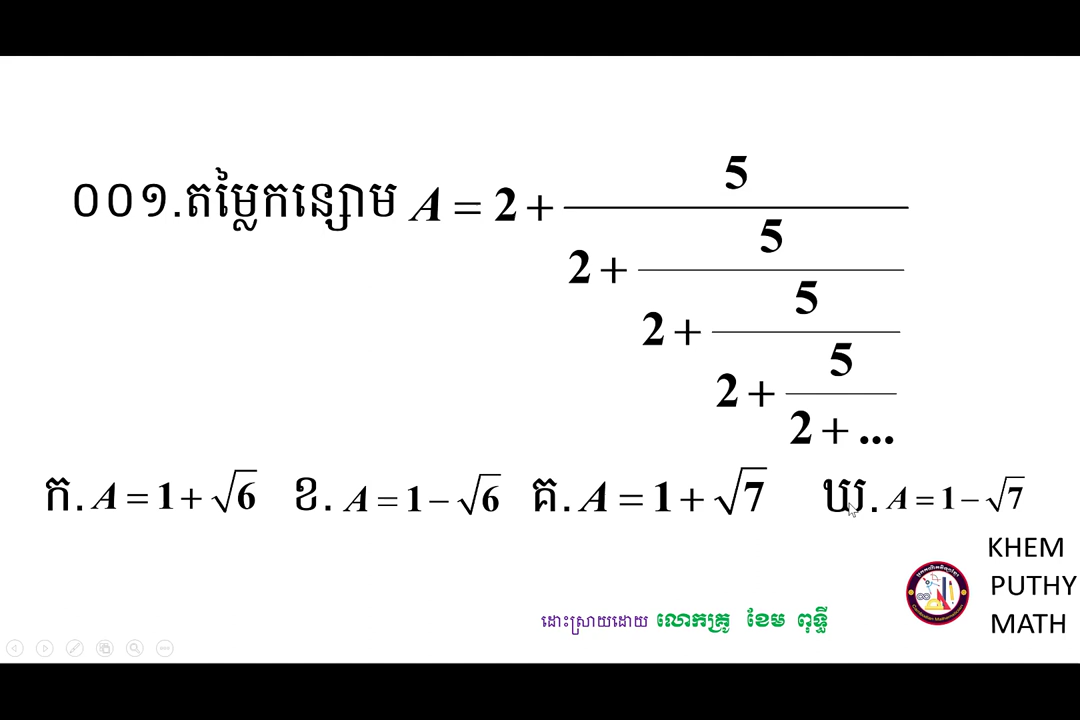 ០០១.តម្លៃកន្សោម A = 2 + 5
5
2 +
5
2 +
5
2 +
2 + ...
ក. A = 1 + √6 ខ. A = 1 − √6 គ. A = 1 + √7 ឃ. A = 1 − √7
KHEM
PUTHY
MATH
ដោះស្រាយដោយ លោកគ្រូ ខែម ពុទ្ធី